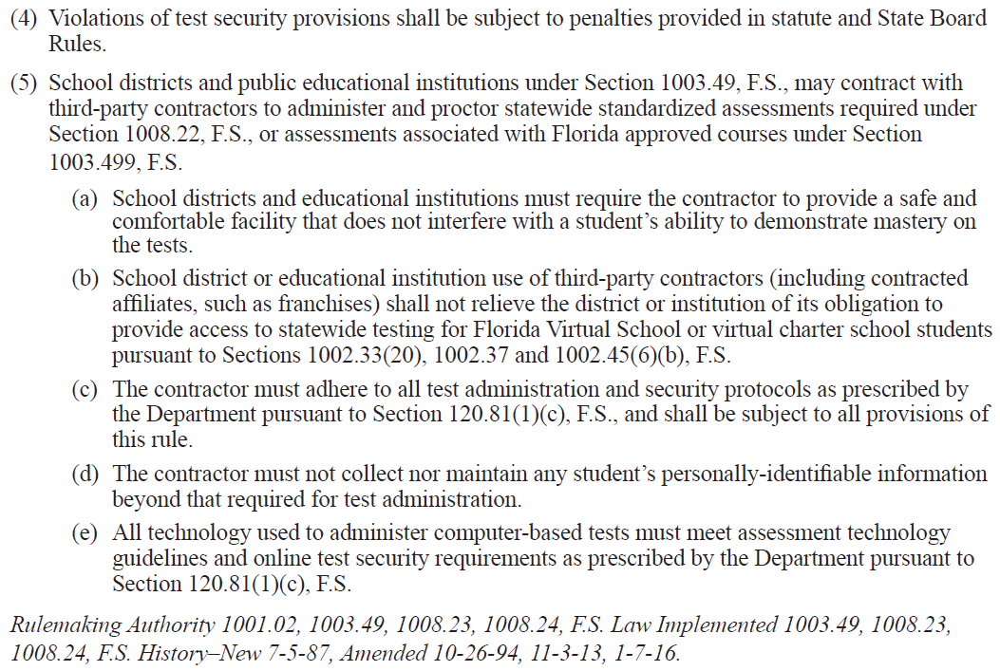 (4) Violations of test security provisions shall be subject to penalties provided in statute and State Board
Rules.
(5) School districts and public educational institutions under Section 1003.49, F.S., may contract with
third-party contractors to administer and proctor statewide standardized assessments required under
Section 1008.22, F.S., or assessments associated with Florida approved courses under Section
1003.499, F.S.
(a) School districts and educational institutions must require the contractor to provide a safe and
comfortable facility that does not interfere with a student’s ability to demonstrate mastery on
the tests.
(b) School district or educational institution use of third-party contractors (including contracted
affiliates, such as franchises) shall not relieve the district or institution of its obligation to
provide access to statewide testing for Florida Virtual School or virtual charter school students
pursuant to Sections 1002.33(20), 1002.37 and 1002.45(6)(b), F.S.
(c) The contractor must adhere to all test administration and security protocols as prescribed by
the Department pursuant to Section 120.81(1)(c), F.S., and shall be subject to all provisions of
this rule.
(d) The contractor must not collect nor maintain any student’s personally-identifiable information
beyond that required for test administration.
(e) All technology used to administer computer-based tests must meet assessment technology
guidelines and online test security requirements as prescribed by the Department pursuant to
Section 120.81(1)(c), F.S.
Rulemaking Authority 1001.02, 1003.49, 1008.23, 1008.24, F.S. Law Implemented 1003.49, 1008.23,
1008.24, F.S. History–New 7-5-87, Amended 10-26-94, 11-3-13, 1-7-16.